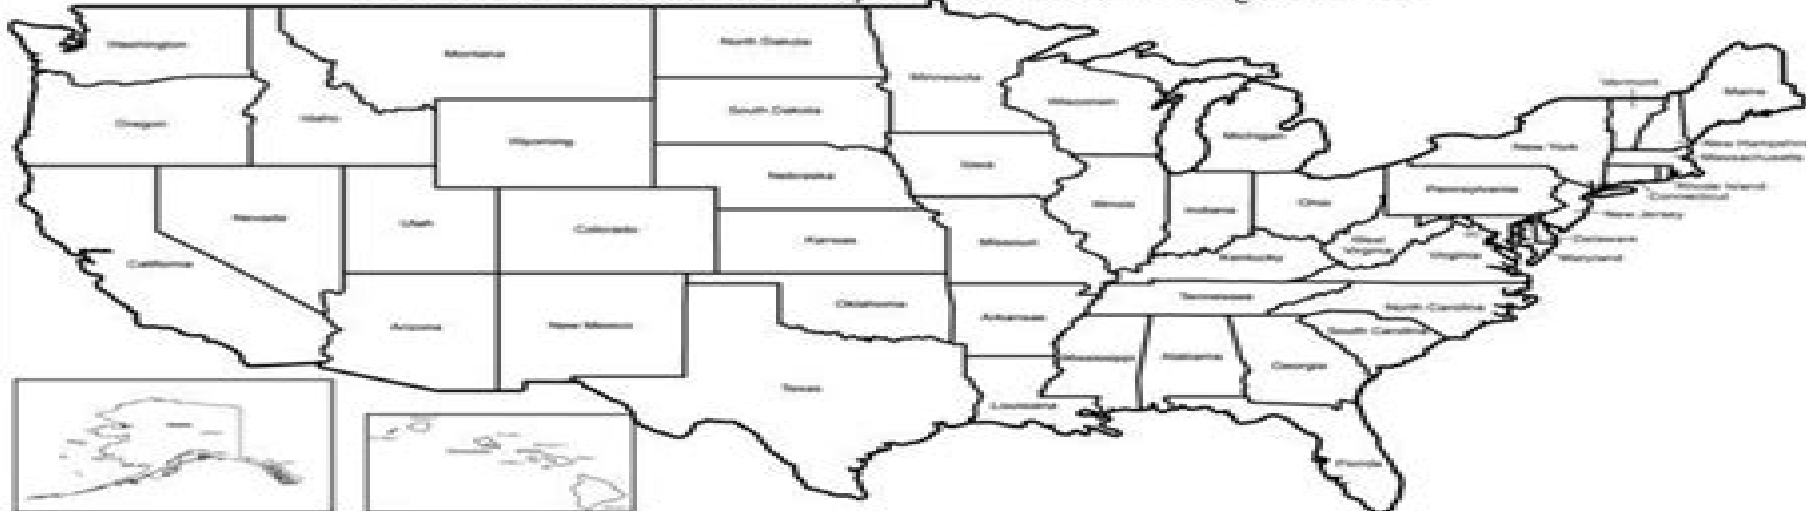 Washington
Montana
North Dakota
Minnesota
Vermont
Maine
Oregon
Idaho
South Dakota
Wisconsin
Michigan
Wyoming
New York
New Hampshire
Massachusetts
Iowa
Nebraska
Pennsylvania
Rhode Island
Connecticut
Nevada
Utah
Colorado
Illinois
Indiana
Ohio
New Jersey
Kansas
Missouri
West
Virginia
Virginia
Delaware
Maryland
California
Kentucky
Arizona
New Mexico
Oklahoma
Arkansas
Tennessee
North Carolina
South Carolina
Texas
Mississippi
Alabama
Georgia
Louisiana
Florida